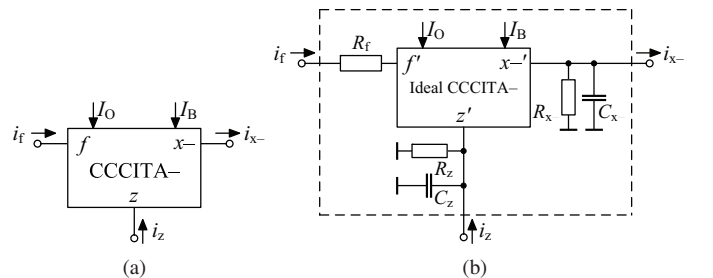 I_O I_B
i_f f x– i_x–
CCCITA–
z
i_z
(a)
I_O I_B
i_f R_f f′ x–′ i_x–
Ideal CCCITA–
z′ R_x– C_x–
R_z
C_z
i_z
(b)